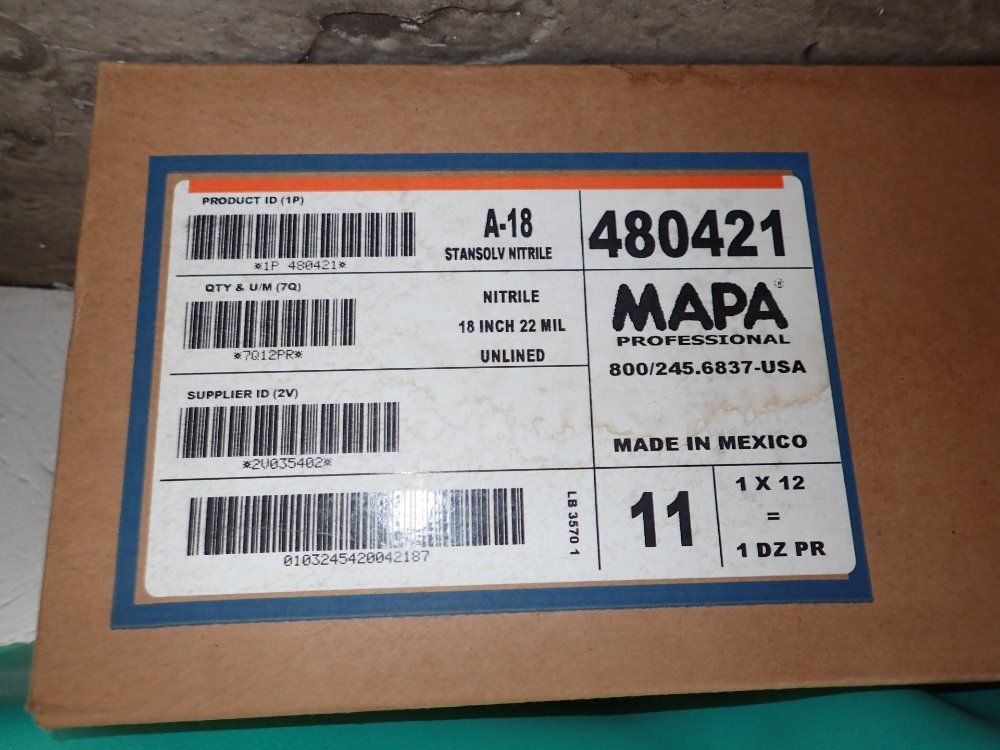 PRODUCT ID (1P)
*1P 480421*
A-18
STANSOLV NITRILE
480421
QTY & U/M (7Q)
*7Q12PR*
NITRILE
18 INCH 22 MIL
UNLINED
MAPA®
PROFESSIONAL
800/245.6837-USA
SUPPLIER ID (2V)
*2V035402*
MADE IN MEXICO
0103245420042187
LB 3570 1
11
1 X 12
=
1 DZ PR